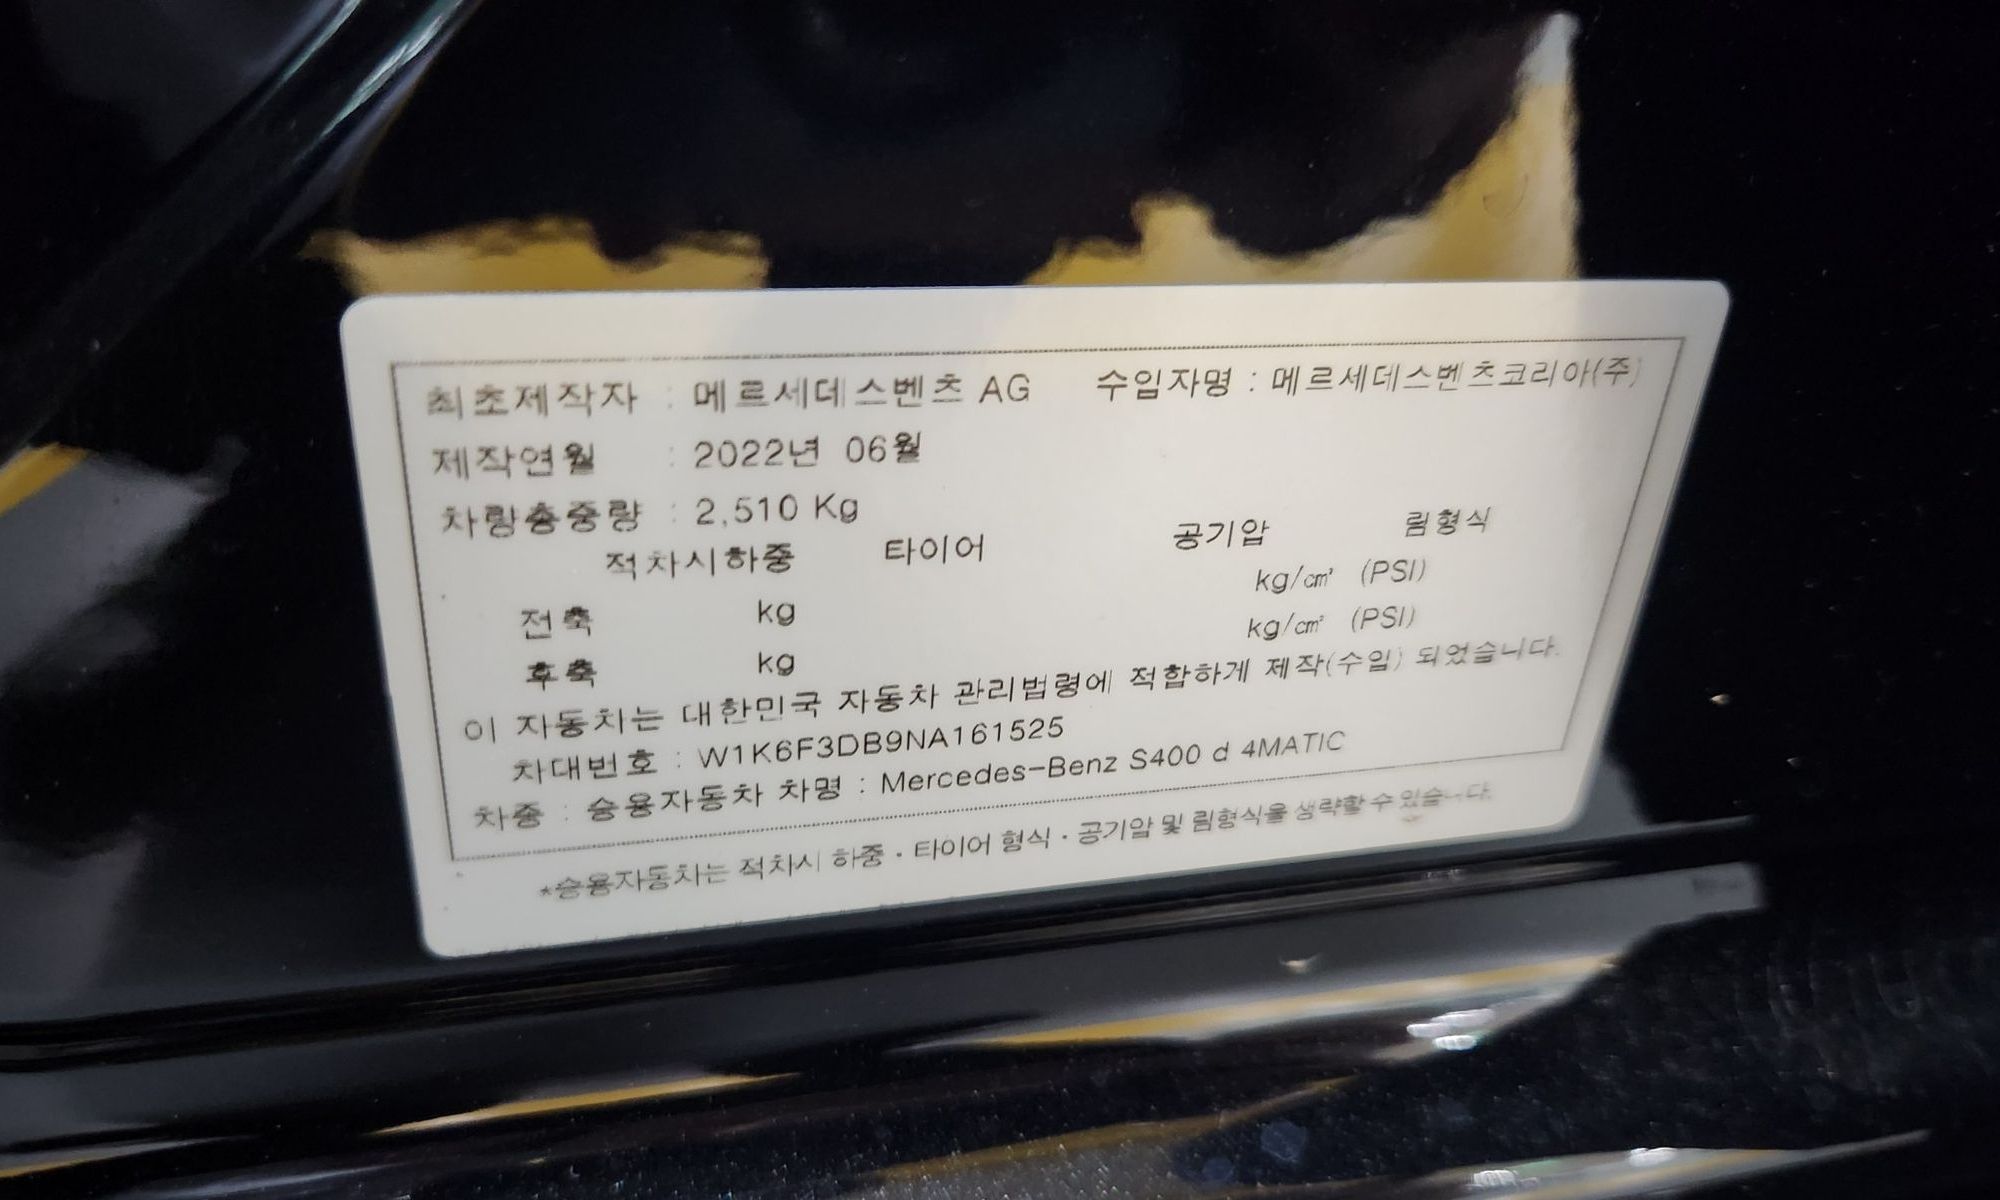 최초제작자 : 메르세데스벤츠 AG 수입자명 : 메르세데스벤츠코리아(주)
제작연월 : 2022년 06월
차량총중량 : 2,510 Kg
적차시하중 타이어 공기압 림형식
전축 kg kg/㎠ (PSI)
후축 kg kg/㎠ (PSI)
이 자동차는 대한민국 자동차 관리법령에 적합하게 제작(수입) 되었습니다.
차대번호 : W1K6F3DB9NA161525
차종 : 승용자동차 차명 : Mercedes-Benz S400 d 4MATIC
*승용자동차는 적차시 하중 · 타이어 형식 · 공기압 및 림형식을 생략할 수 있습니다.